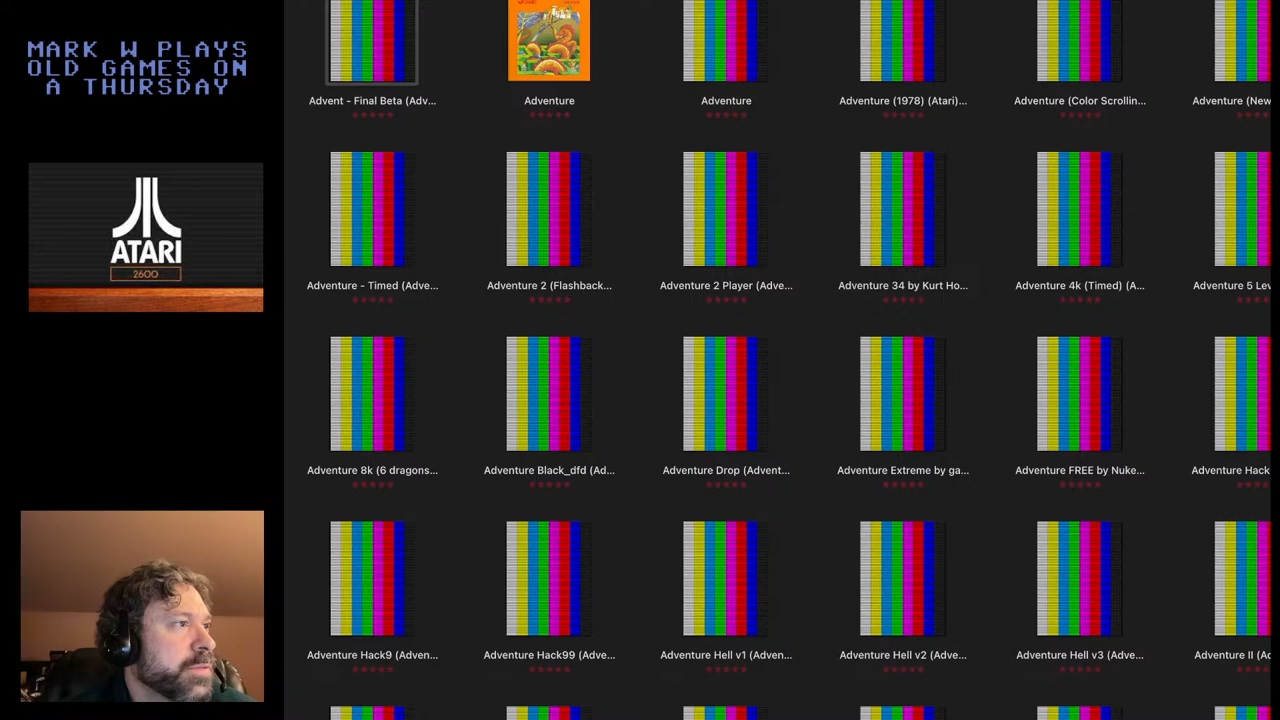 MARK W PLAYS
OLD GAMES ON
A THURSDAY
ATARI
2600
Advent - Final Beta (Adv...
Adventure
Adventure
Adventure (1978) (Atari)...
Adventure (Color Scrollin...
Adventure (New
Adventure - Timed (Adve...
Adventure 2 (Flashback...
Adventure 2 Player (Adve...
Adventure 34 by Kurt Ho...
Adventure 4k (Timed) (A...
Adventure 5 Lev
Adventure 8k (6 dragons...
Adventure Black_dfd (Ad...
Adventure Drop (Advent...
Adventure Extreme by ga...
Adventure FREE by Nuke...
Adventure Hack
Adventure Hack9 (Adven...
Adventure Hack99 (Adve...
Adventure Hell v1 (Adven...
Adventure Hell v2 (Adve...
Adventure Hell v3 (Adve...
Adventure II (Ad